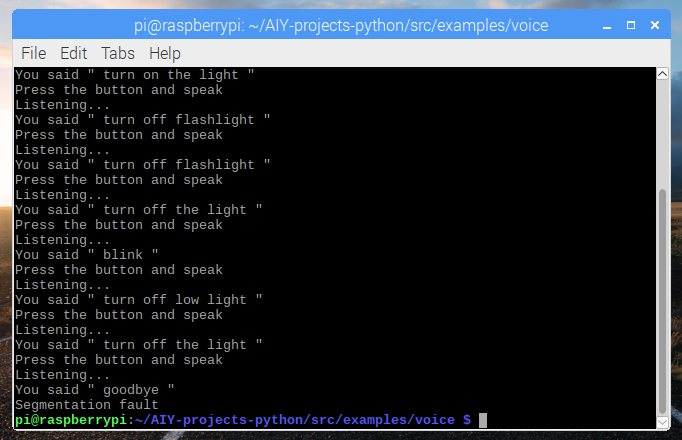 pi@raspberrypi: ~/AIY-projects-python/src/examples/voice
File Edit Tabs Help
You said " turn on the light "
Press the button and speak
Listening...
You said " turn off flashlight "
Press the button and speak
Listening...
You said " turn off flashlight "
Press the button and speak
Listening...
You said " turn off the light "
Press the button and speak
Listening...
You said " blink "
Press the button and speak
Listening...
You said " turn off low light "
Press the button and speak
Listening...
You said " turn off the light "
Press the button and speak
Listening...
You said " goodbye "
Segmentation fault
pi@raspberrypi:~/AIY-projects-python/src/examples/voice $